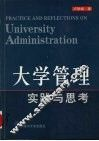 PRACTICE AND REFLECTIONS ON
University
Administration
大学管理
实践与思考